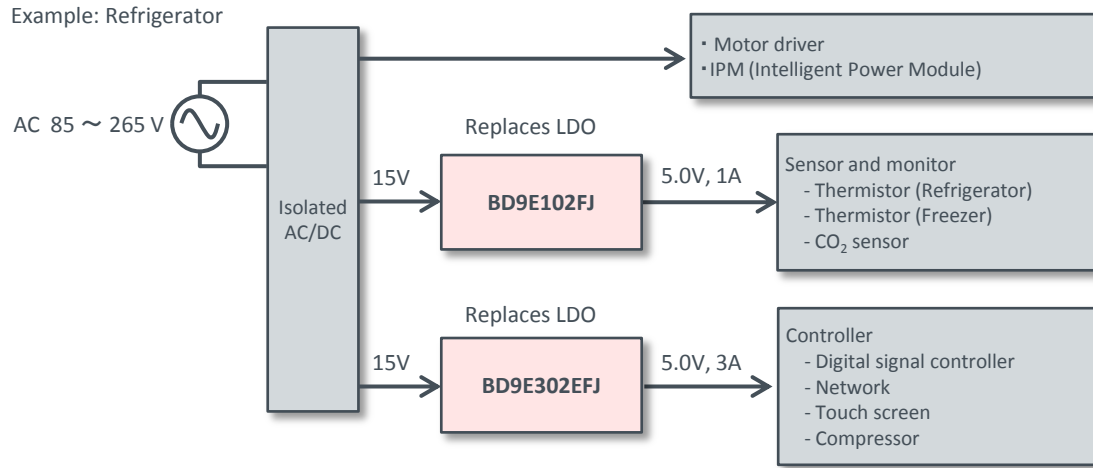 Example: Refrigerator
AC 85 ～ 265 V
Isolated
AC/DC
・Motor driver
・IPM (Intelligent Power Module)
Replaces LDO
15V
BD9E102FJ
5.0V, 1A
Sensor and monitor
- Thermistor (Refrigerator)
- Thermistor (Freezer)
- CO₂ sensor
Replaces LDO
15V
BD9E302EFJ
5.0V, 3A
Controller
- Digital signal controller
- Network
- Touch screen
- Compressor